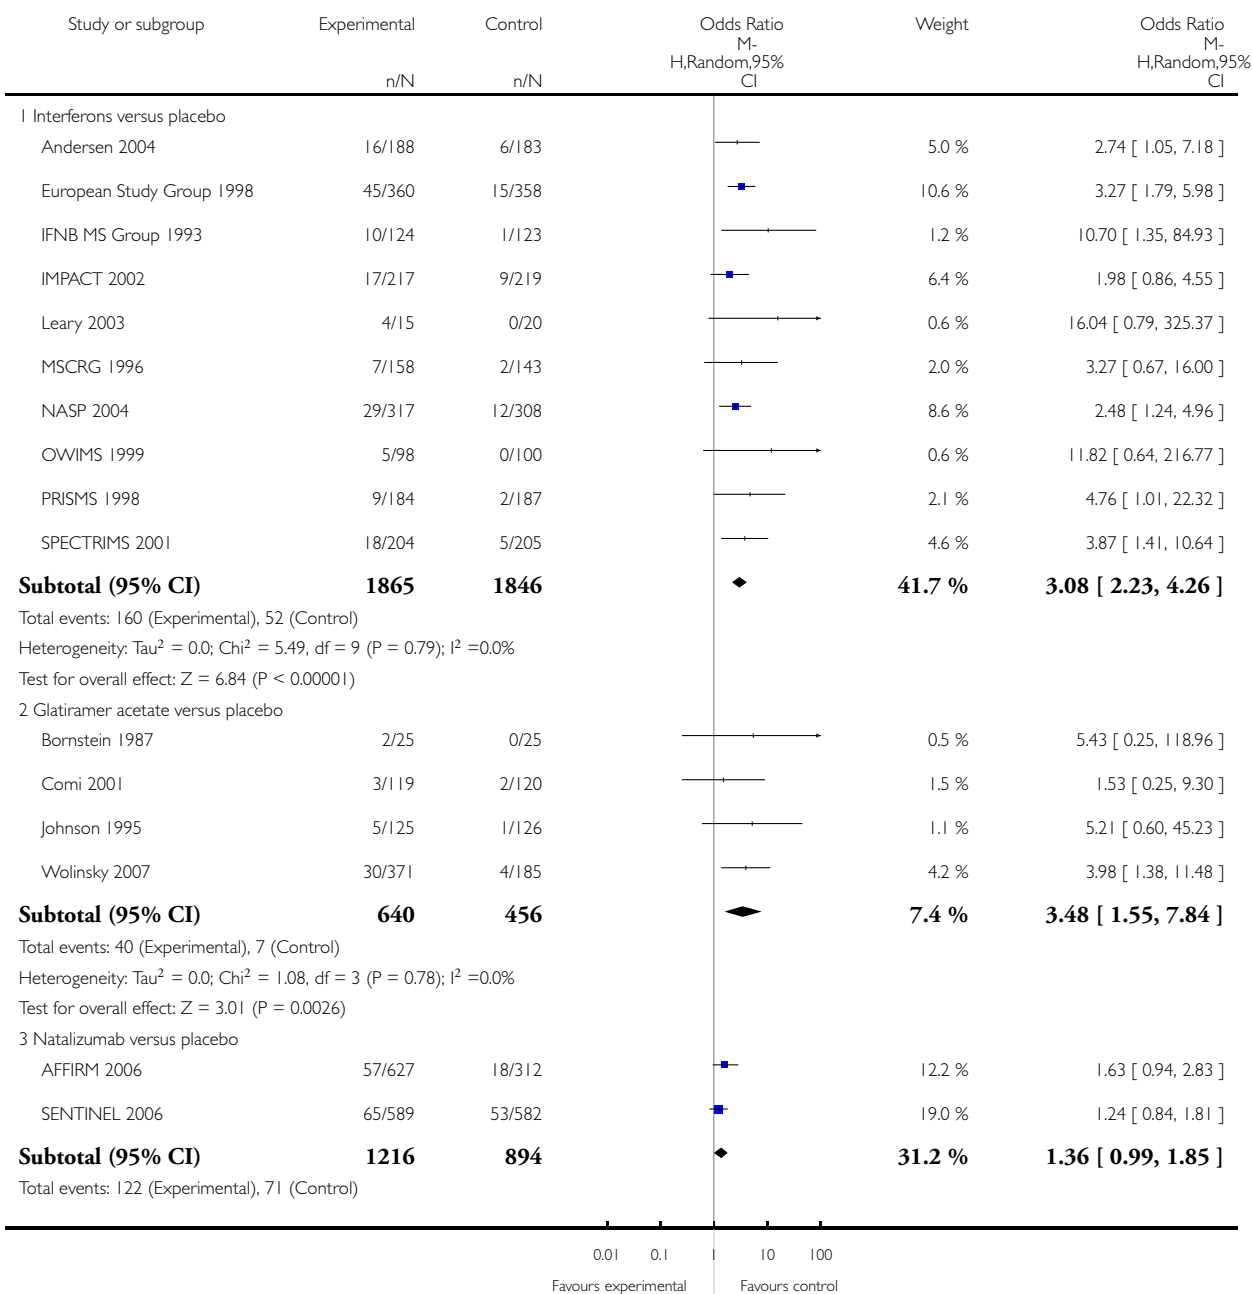 Study or subgroup Experimental Control Odds Ratio Weight Odds Ratio
M- M-
H,Random,95% H,Random,95%
n/N n/N CI CI
1 Interferons versus placebo
Andersen 2004 16/188 6/183 5.0 % 2.74 [ 1.05, 7.18 ]
European Study Group 1998 45/360 15/358 10.6 % 3.27 [ 1.79, 5.98 ]
IFNB MS Group 1993 10/124 1/123 1.2 % 10.70 [ 1.35, 84.93 ]
IMPACT 2002 17/217 9/219 6.4 % 1.98 [ 0.86, 4.55 ]
Leary 2003 4/15 0/20 0.6 % 16.04 [ 0.79, 325.37 ]
MSCRG 1996 7/158 2/143 2.0 % 3.27 [ 0.67, 16.00 ]
NASP 2004 29/317 12/308 8.6 % 2.48 [ 1.24, 4.96 ]
OWIMS 1999 5/98 0/100 0.6 % 11.82 [ 0.64, 216.77 ]
PRISMS 1998 9/184 2/187 2.1 % 4.76 [ 1.01, 22.32 ]
SPECTRIMS 2001 18/204 5/205 4.6 % 3.87 [ 1.41, 10.64 ]
Subtotal (95% CI) 1865 1846 41.7 % 3.08 [ 2.23, 4.26 ]
Total events: 160 (Experimental), 52 (Control)
Heterogeneity: Tau² = 0.0; Chi² = 5.49, df = 9 (P = 0.79); I² =0.0%
Test for overall effect: Z = 6.84 (P < 0.00001)
2 Glatiramer acetate versus placebo
Bornstein 1987 2/25 0/25 0.5 % 5.43 [ 0.25, 118.96 ]
Comi 2001 3/119 2/120 1.5 % 1.53 [ 0.25, 9.30 ]
Johnson 1995 5/125 1/126 1.1 % 5.21 [ 0.60, 45.23 ]
Wolinsky 2007 30/371 4/185 4.2 % 3.98 [ 1.38, 11.48 ]
Subtotal (95% CI) 640 456 7.4 % 3.48 [ 1.55, 7.84 ]
Total events: 40 (Experimental), 7 (Control)
Heterogeneity: Tau² = 0.0; Chi² = 1.08, df = 3 (P = 0.78); I² =0.0%
Test for overall effect: Z = 3.01 (P = 0.0026)
3 Natalizumab versus placebo
AFFIRM 2006 57/627 18/312 12.2 % 1.63 [ 0.94, 2.83 ]
SENTINEL 2006 65/589 53/582 19.0 % 1.24 [ 0.84, 1.81 ]
Subtotal (95% CI) 1216 894 31.2 % 1.36 [ 0.99, 1.85 ]
Total events: 122 (Experimental), 71 (Control)
0.01 0.1 1 10 100
Favours experimental Favours control